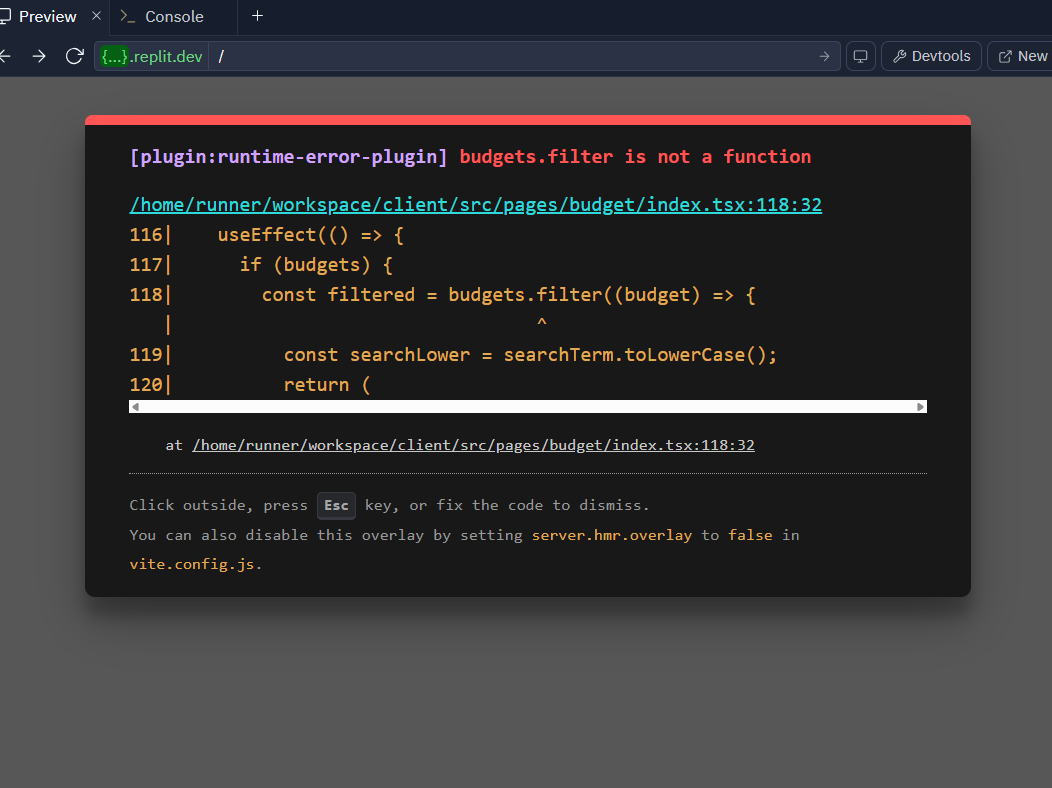 Preview × >_ Console +
{...}.replit.dev / Devtools New
[plugin:runtime-error-plugin] budgets.filter is not a function
/home/runner/workspace/client/src/pages/budget/index.tsx:118:32
116|    useEffect(() => {
117|      if (budgets) {
118|        const filtered = budgets.filter((budget) => {
   |                                 ^
119|          const searchLower = searchTerm.toLowerCase();
120|          return (
at /home/runner/workspace/client/src/pages/budget/index.tsx:118:32
Click outside, press Esc key, or fix the code to dismiss.
You can also disable this overlay by setting server.hmr.overlay to false in
vite.config.js.